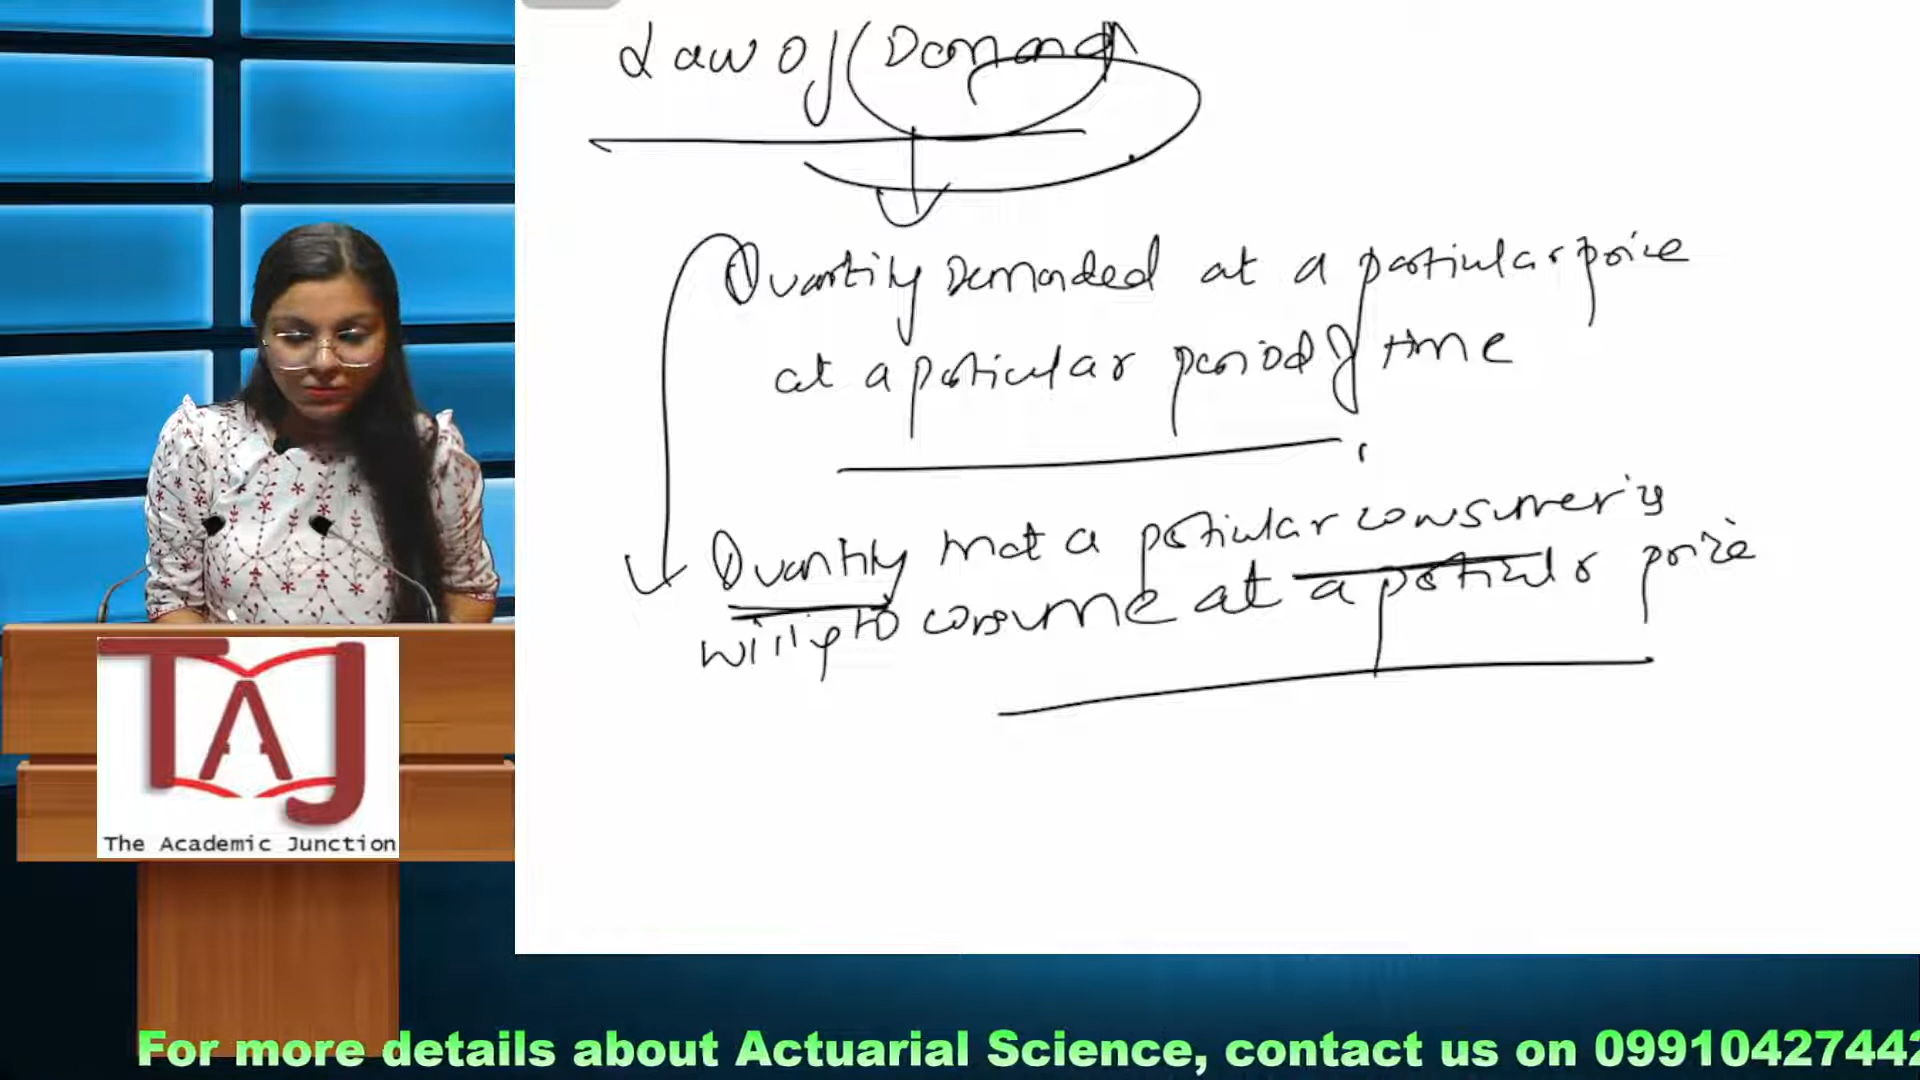 Law of Demand
Quantity Demanded at a particular price
at a particular period of time
Quantity that a particular consumer is
willing to consume at a particular price
TAJ
The Academic Junction
For more details about Actuarial Science, contact us on 09910427442